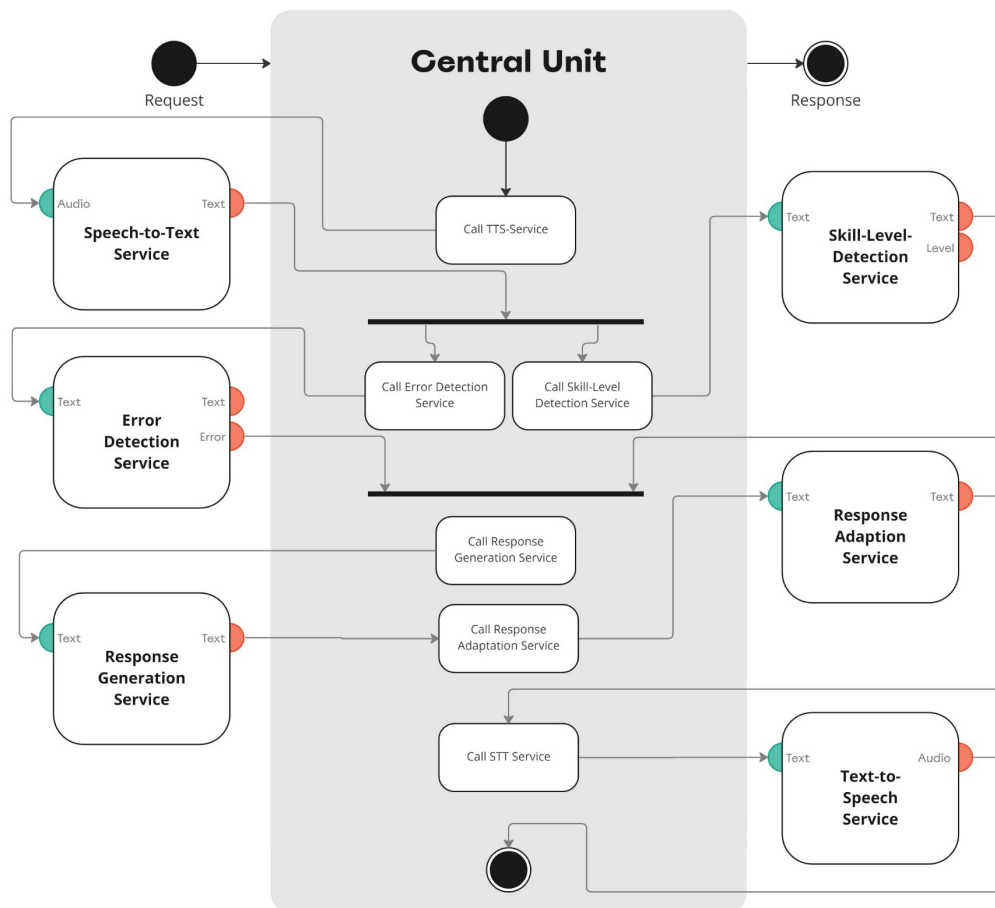 Central Unit
Request
Response
Audio
Text
Speech-to-Text
Service
Call TTS-Service
Text
Text
Level
Skill-Level-
Detection
Service
Text
Text
Error
Error
Detection
Service
Call Error Detection
Service
Call Skill-Level
Detection Service
Text
Text
Response
Adaption
Service
Call Response
Generation Service
Text
Text
Response
Generation
Service
Call Response
Adaptation Service
Call STT Service
Text
Audio
Text-to-
Speech
Service